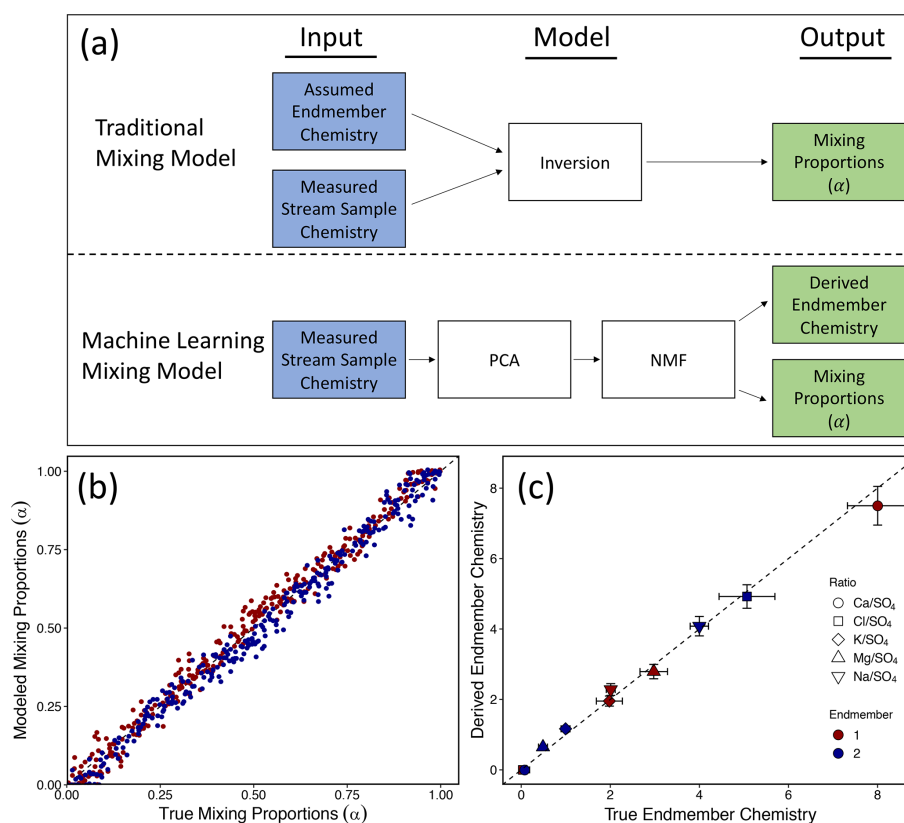 (a)
Input
Model
Output
Traditional
Mixing Model
Assumed
Endmember
Chemistry
Measured
Stream Sample
Chemistry
Inversion
Mixing
Proportions
(α)
Machine Learning
Mixing Model
Measured
Stream Sample
Chemistry
PCA
NMF
Derived
Endmember
Chemistry
Mixing
Proportions
(α)
(b)
Modeled Mixing Proportions (α)
1.00
0.75
0.50
0.25
0.00
0.00
0.25
0.50
0.75
1.00
True Mixing Proportions (α)
(c)
Derived Endmember Chemistry
8
6
4
2
0
0
2
4
6
8
True Endmember Chemistry
Ratio
Ca/SO₄
Cl/SO₄
K/SO₄
Mg/SO₄
Na/SO₄
Endmember
1
2